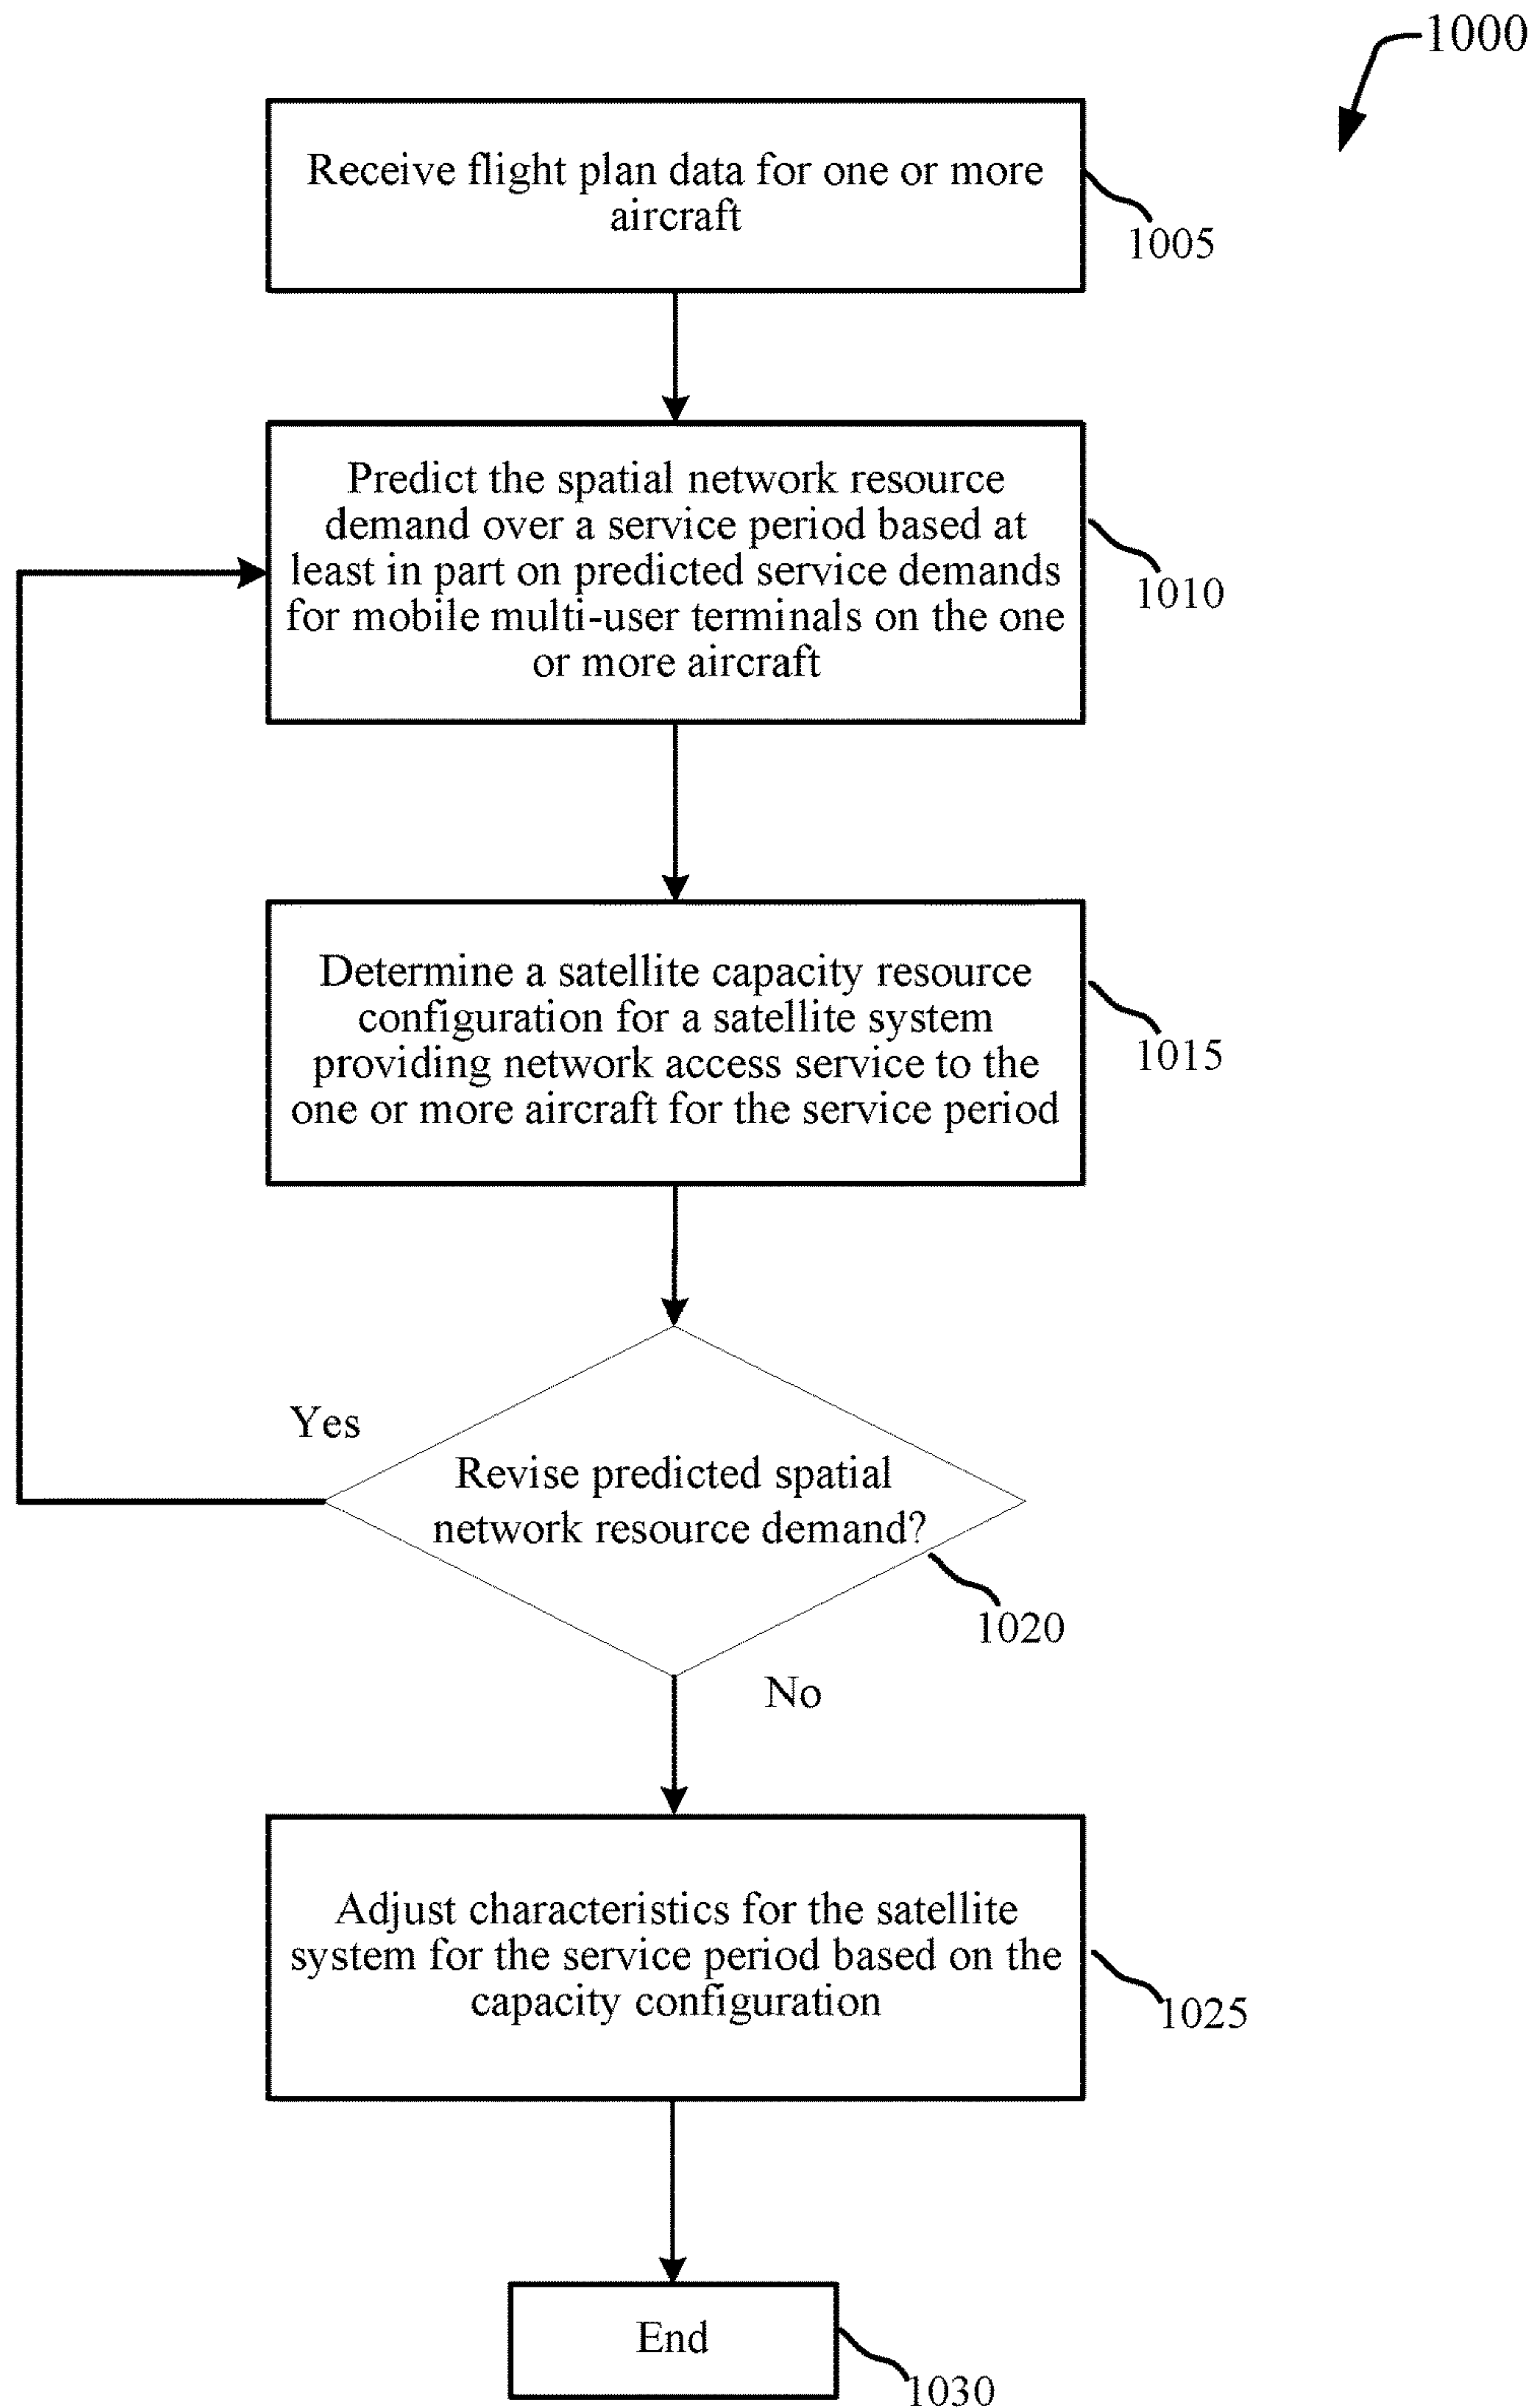 1000
Receive flight plan data for one or more
aircraft
1005
Predict the spatial network resource
demand over a service period based at
least in part on predicted service demands
for mobile multi-user terminals on the one
or more aircraft
1010
Determine a satellite capacity resource
configuration for a satellite system
providing network access service to the
one or more aircraft for the service period
1015
Yes
Revise predicted spatial
network resource demand?
1020
No
Adjust characteristics for the satellite
system for the service period based on the
capacity configuration
1025
End
1030